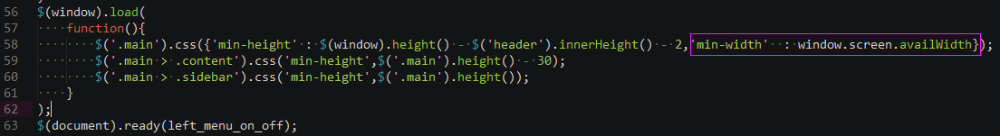 56 $(window).load(
57 function(){
58 $('.main').css({'min-height' : $(window).height() - $('header').innerHeight() - 2,'min-width' : window.screen.availWidth});
59 $('.main > .content').css('min-height',$('.main').height() - 30);
60 $('.main > .sidebar').css('min-height',$('.main').height());
61 }
62 );
63 $(document).ready(left_menu_on_off);